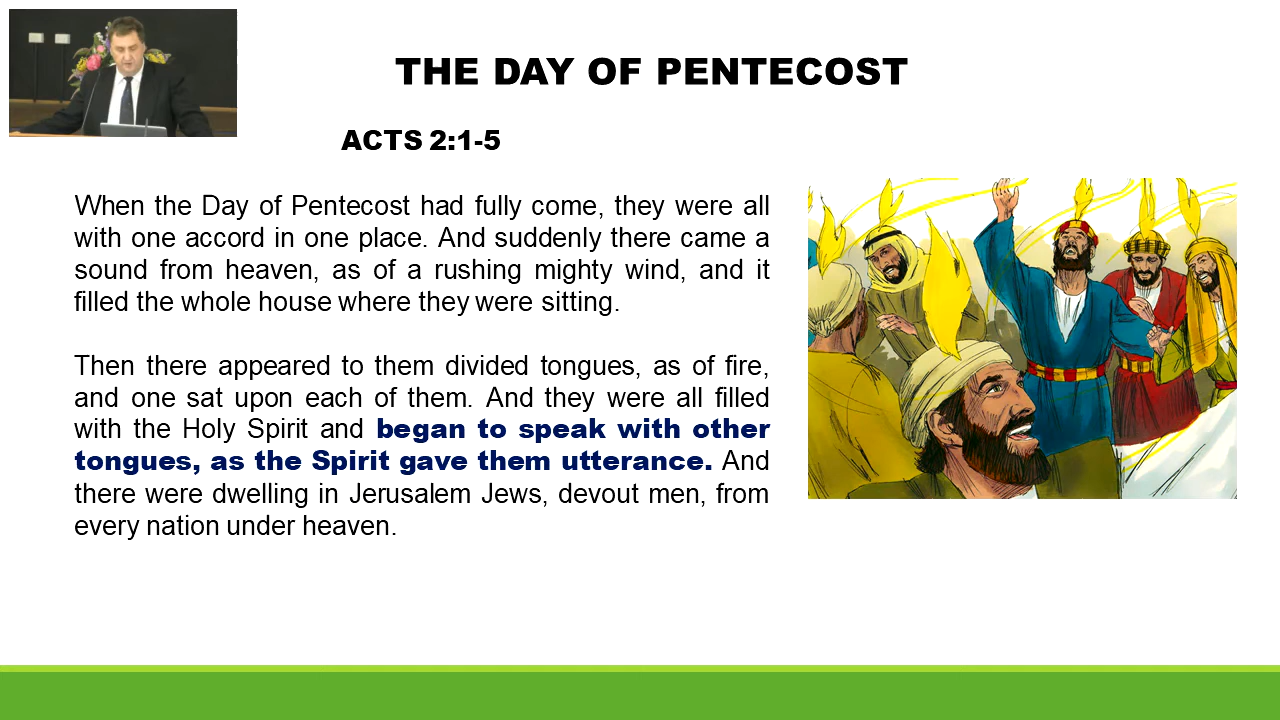 THE DAY OF PENTECOST
ACTS 2:1-5
When the Day of Pentecost had fully come, they were all
with one accord in one place. And suddenly there came a
sound from heaven, as of a rushing mighty wind, and it
filled the whole house where they were sitting.
Then there appeared to them divided tongues, as of fire,
and one sat upon each of them. And they were all filled
with the Holy Spirit and began to speak with other
tongues, as the Spirit gave them utterance. And
there were dwelling in Jerusalem Jews, devout men, from
every nation under heaven.